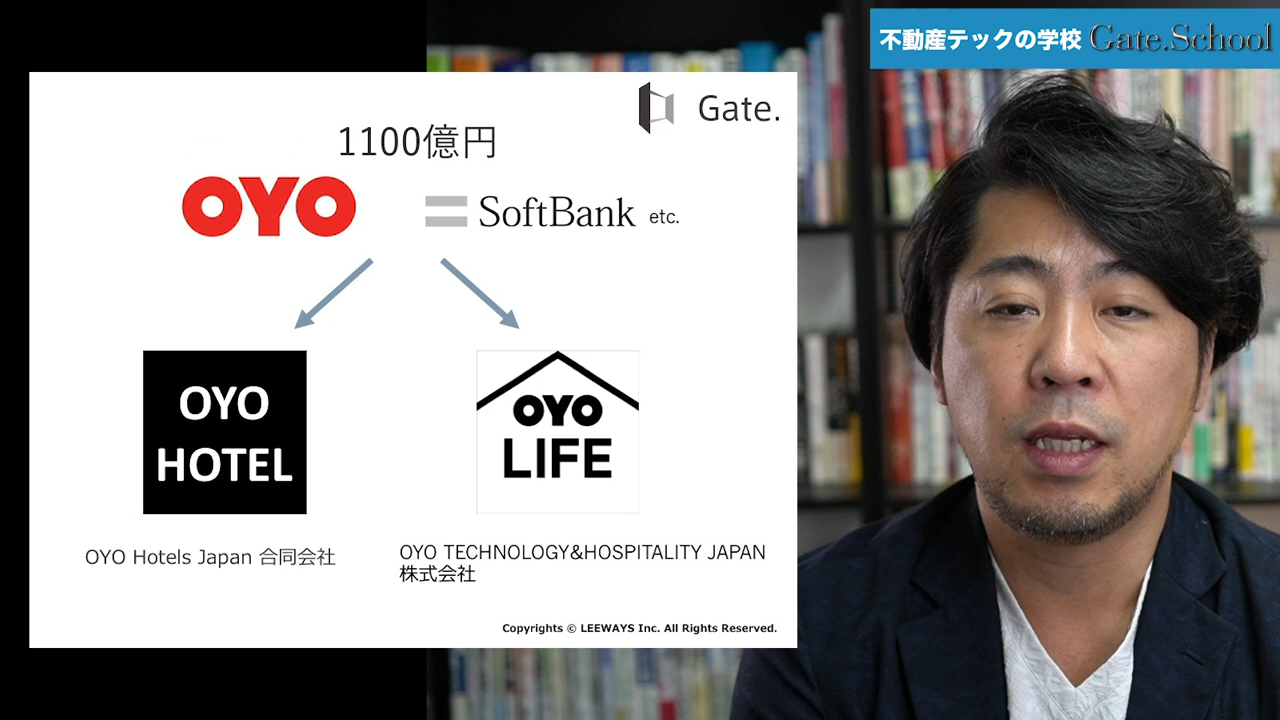 不動産テックの学校 Gate.School
Gate.
1100億円
OYO
SoftBank etc.
OYO
HOTEL
OYO
LIFE
OYO Hotels Japan 合同会社
OYO TECHNOLOGY&HOSPITALITY JAPAN
株式会社
Copyrights © LEEWAYS Inc. All Rights Reserved.